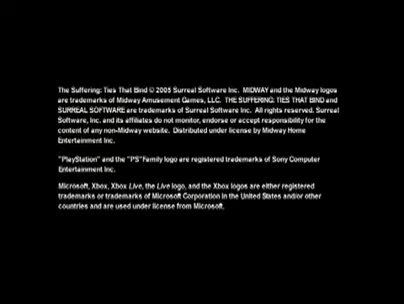 The Suffering: Ties That Bind © 2005 Surreal Software Inc. MIDWAY and the Midway logos
are trademarks of Midway Amusement Games, LLC. THE SUFFERING: TIES THAT BIND and
SURREAL SOFTWARE are trademarks of Surreal Software Inc. All rights reserved. Surreal
Software, Inc. and its affiliates do not monitor, endorse or accept responsibility for the
content of any non-Midway website. Distributed under license by Midway Home
Entertainment Inc.
"PlayStation" and the "PS" Family logo are registered trademarks of Sony Computer
Entertainment Inc.
Microsoft, Xbox, Xbox Live, the Live logo, and the Xbox logos are either registered
trademarks or trademarks of Microsoft Corporation in the United States and/or other
countries and are used under license from Microsoft.